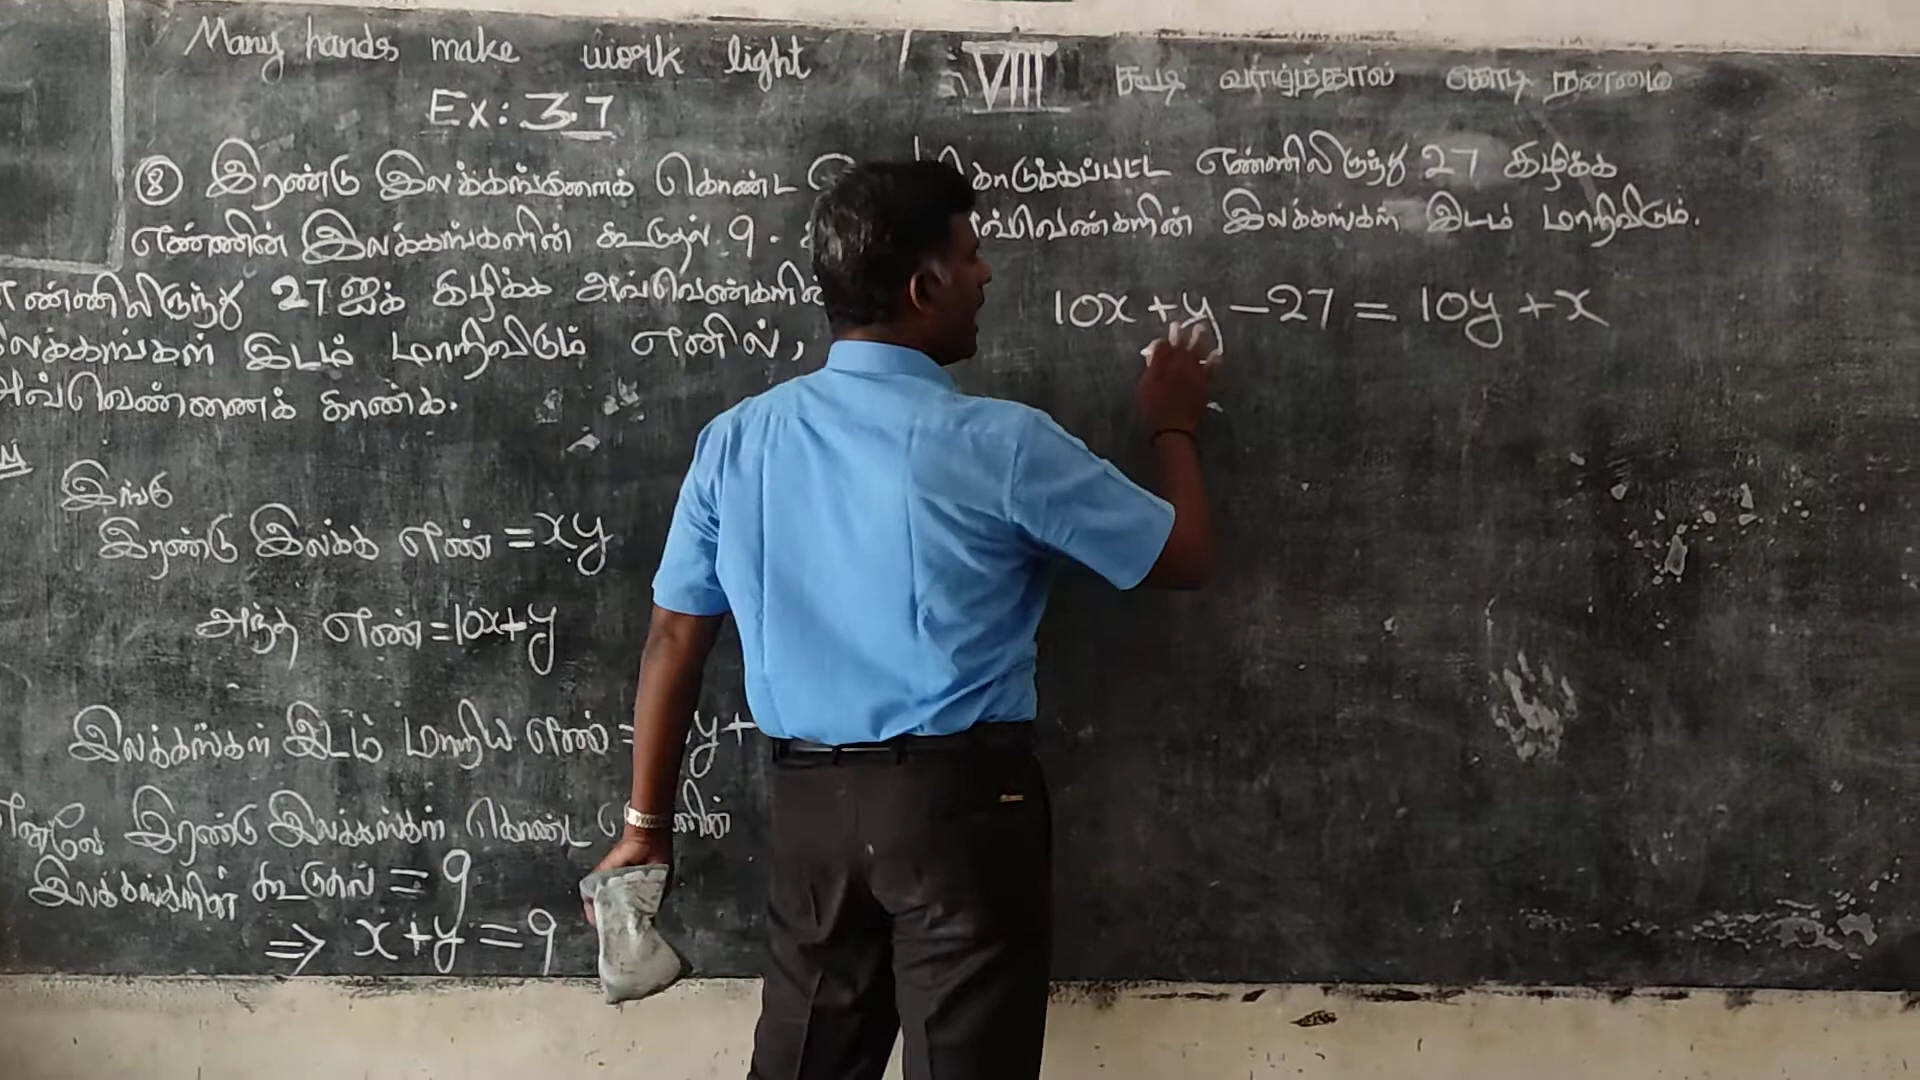 Many hands make work light
Ex: 3.7
⑧ இரண்டு இலக்கங்களைக் கொண்ட
எண்ணின் இலக்கங்களின் கூடுதல் 9.
எண்ணிலிருந்து 27 ஐக் கழிக்க அவ்வெண்களின்
இலக்கங்கள் இடம் மாறிவிடும் எனில்,
அவ்வெண்ணைக் காண்க.
இங்கு
இரண்டு இலக்க எண் = xy
அந்த எண் = 10x+y
இலக்கங்கள் இடம் மாறிய எண் = y+
எனவே இரண்டு இலக்கங்கள் கொண்ட
இலக்கங்களின் கூடுதல் = 9
⇒ x+y = 9
VIII
கூடி வாழ்ந்தால் கோடி நன்மை
கொடுக்கப்பட்ட எண்ணிலிருந்து 27 கழிக்க
அவ்வெண்களின் இலக்கங்கள் இடம் மாறிவிடும்.
10x + y − 27 = 10y + x